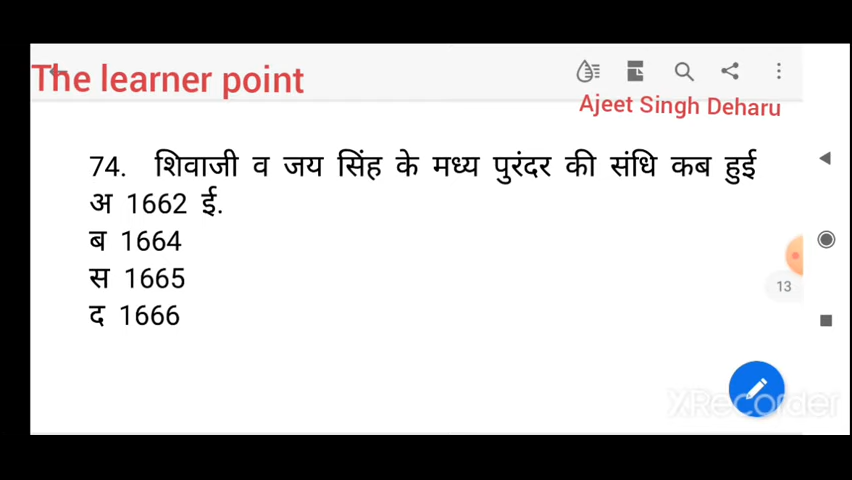 The learner point
Ajeet Singh Deharu
74. शिवाजी व जय सिंह के मध्य पुरंदर की संधि कब हुई
अ 1662 ई.
ब 1664
स 1665
द 1666
13
XRecorder